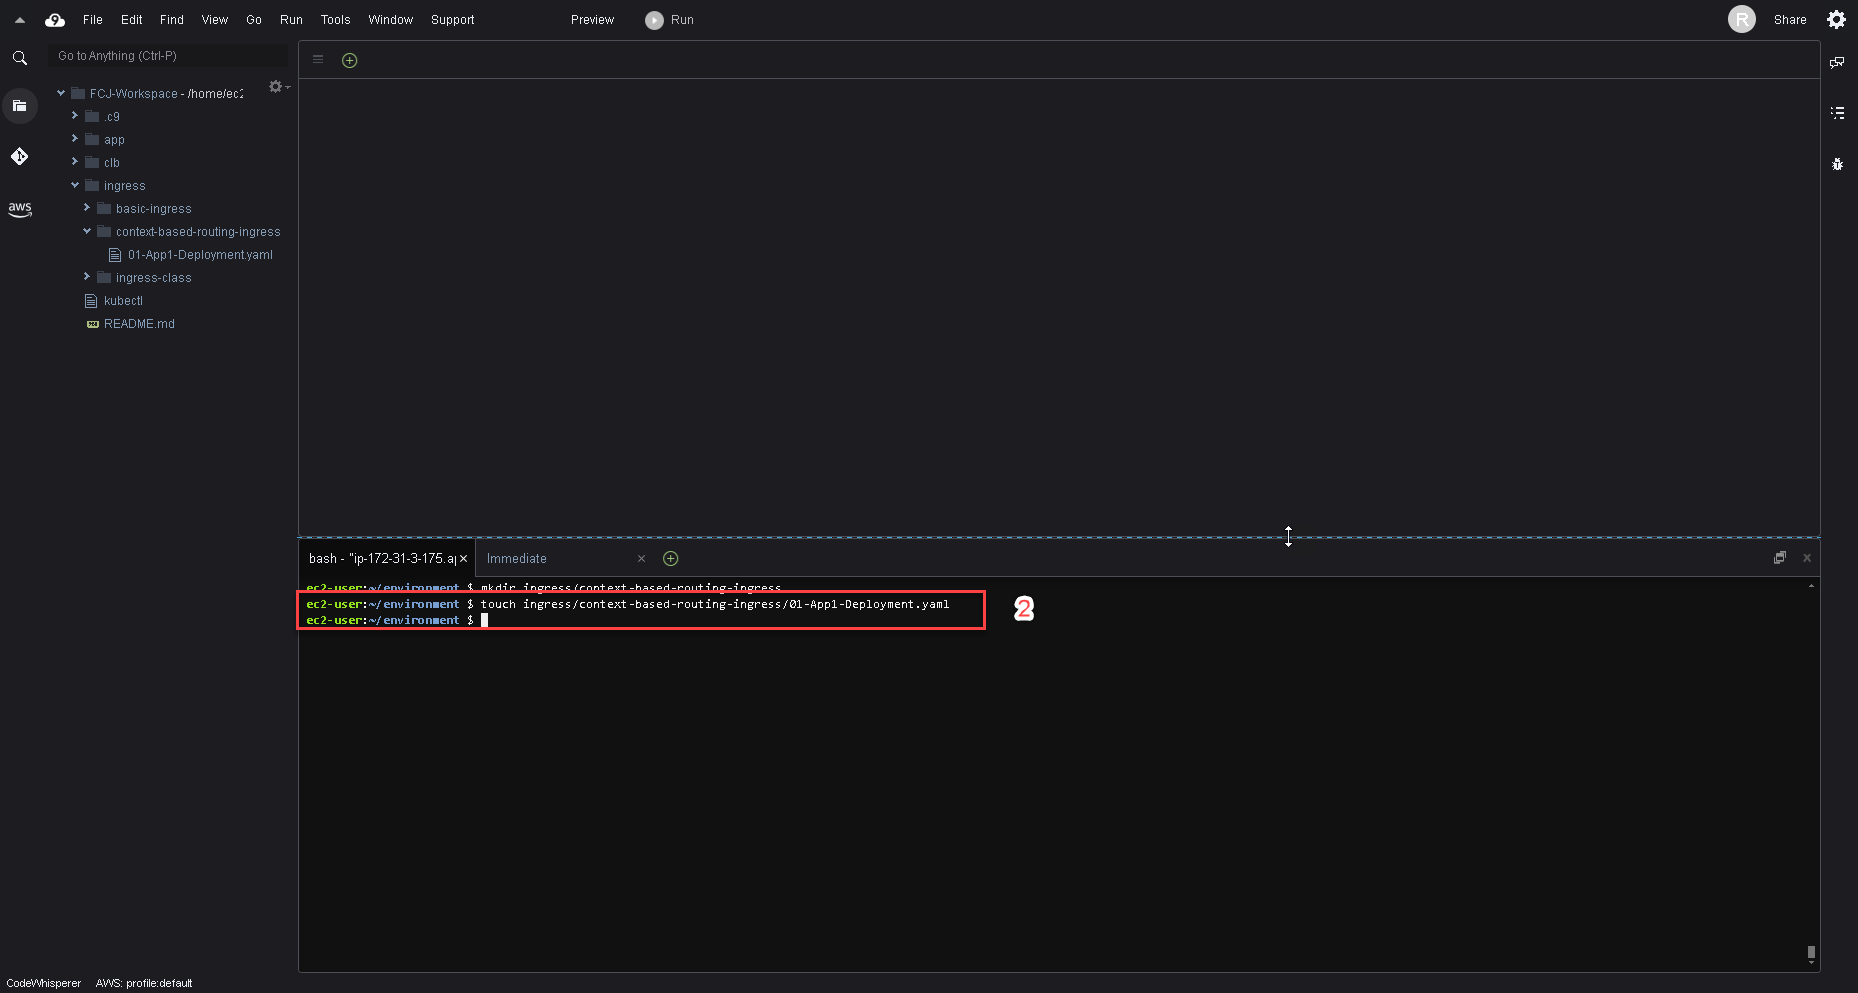 9 File Edit Find View Go Run Tools Window Support Preview Run R Share
Go to Anything (Ctrl-P)
FCJ-Workspace - /home/ec2
.c9
app
clb
aws
ingress
basic-ingress
context-based-routing-ingress
01-App1-Deployment.yaml
ingress-class
kubectl
README.md
bash - "ip-172-31-3-175.ap Immediate
ec2-user:~/environment $ mkdir ingress/context-based-routing-ingress
ec2-user:~/environment $ touch ingress/context-based-routing-ingress/01-App1-Deployment.yaml
ec2-user:~/environment $
2
CodeWhisperer AWS: profile:default